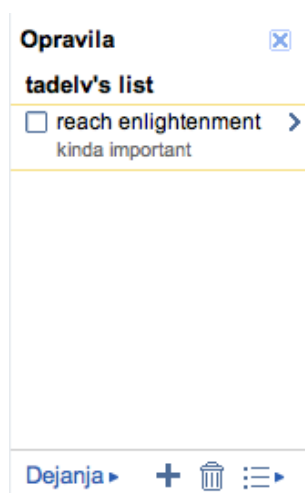 Opravila
tadelv's list
reach enlightenment
kinda important
Dejanja